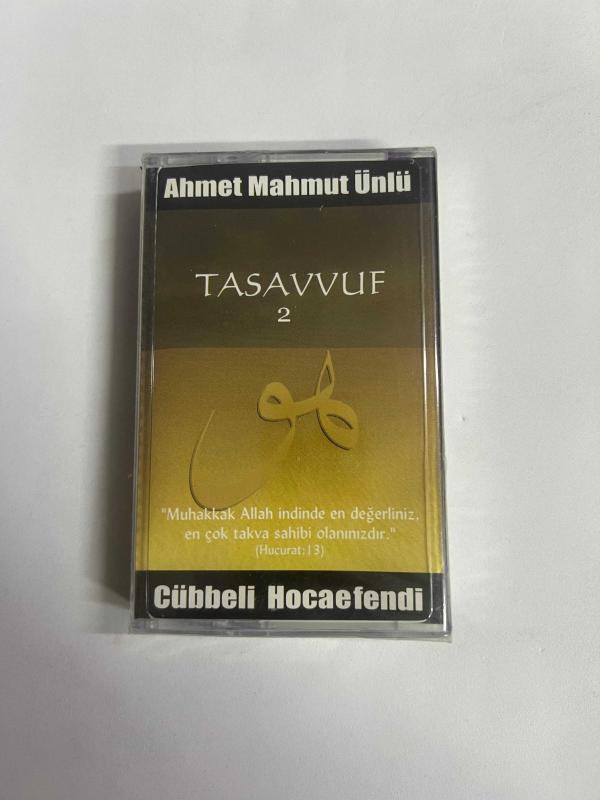 Ahmet Mahmut Ünlü
TASAVVUF
2
هو
"Muhakkak Allah indinde en değerliniz,
en çok takva sahibi olanınızdır."
(Hucurat:13)
Cübbeli Hocaefendi